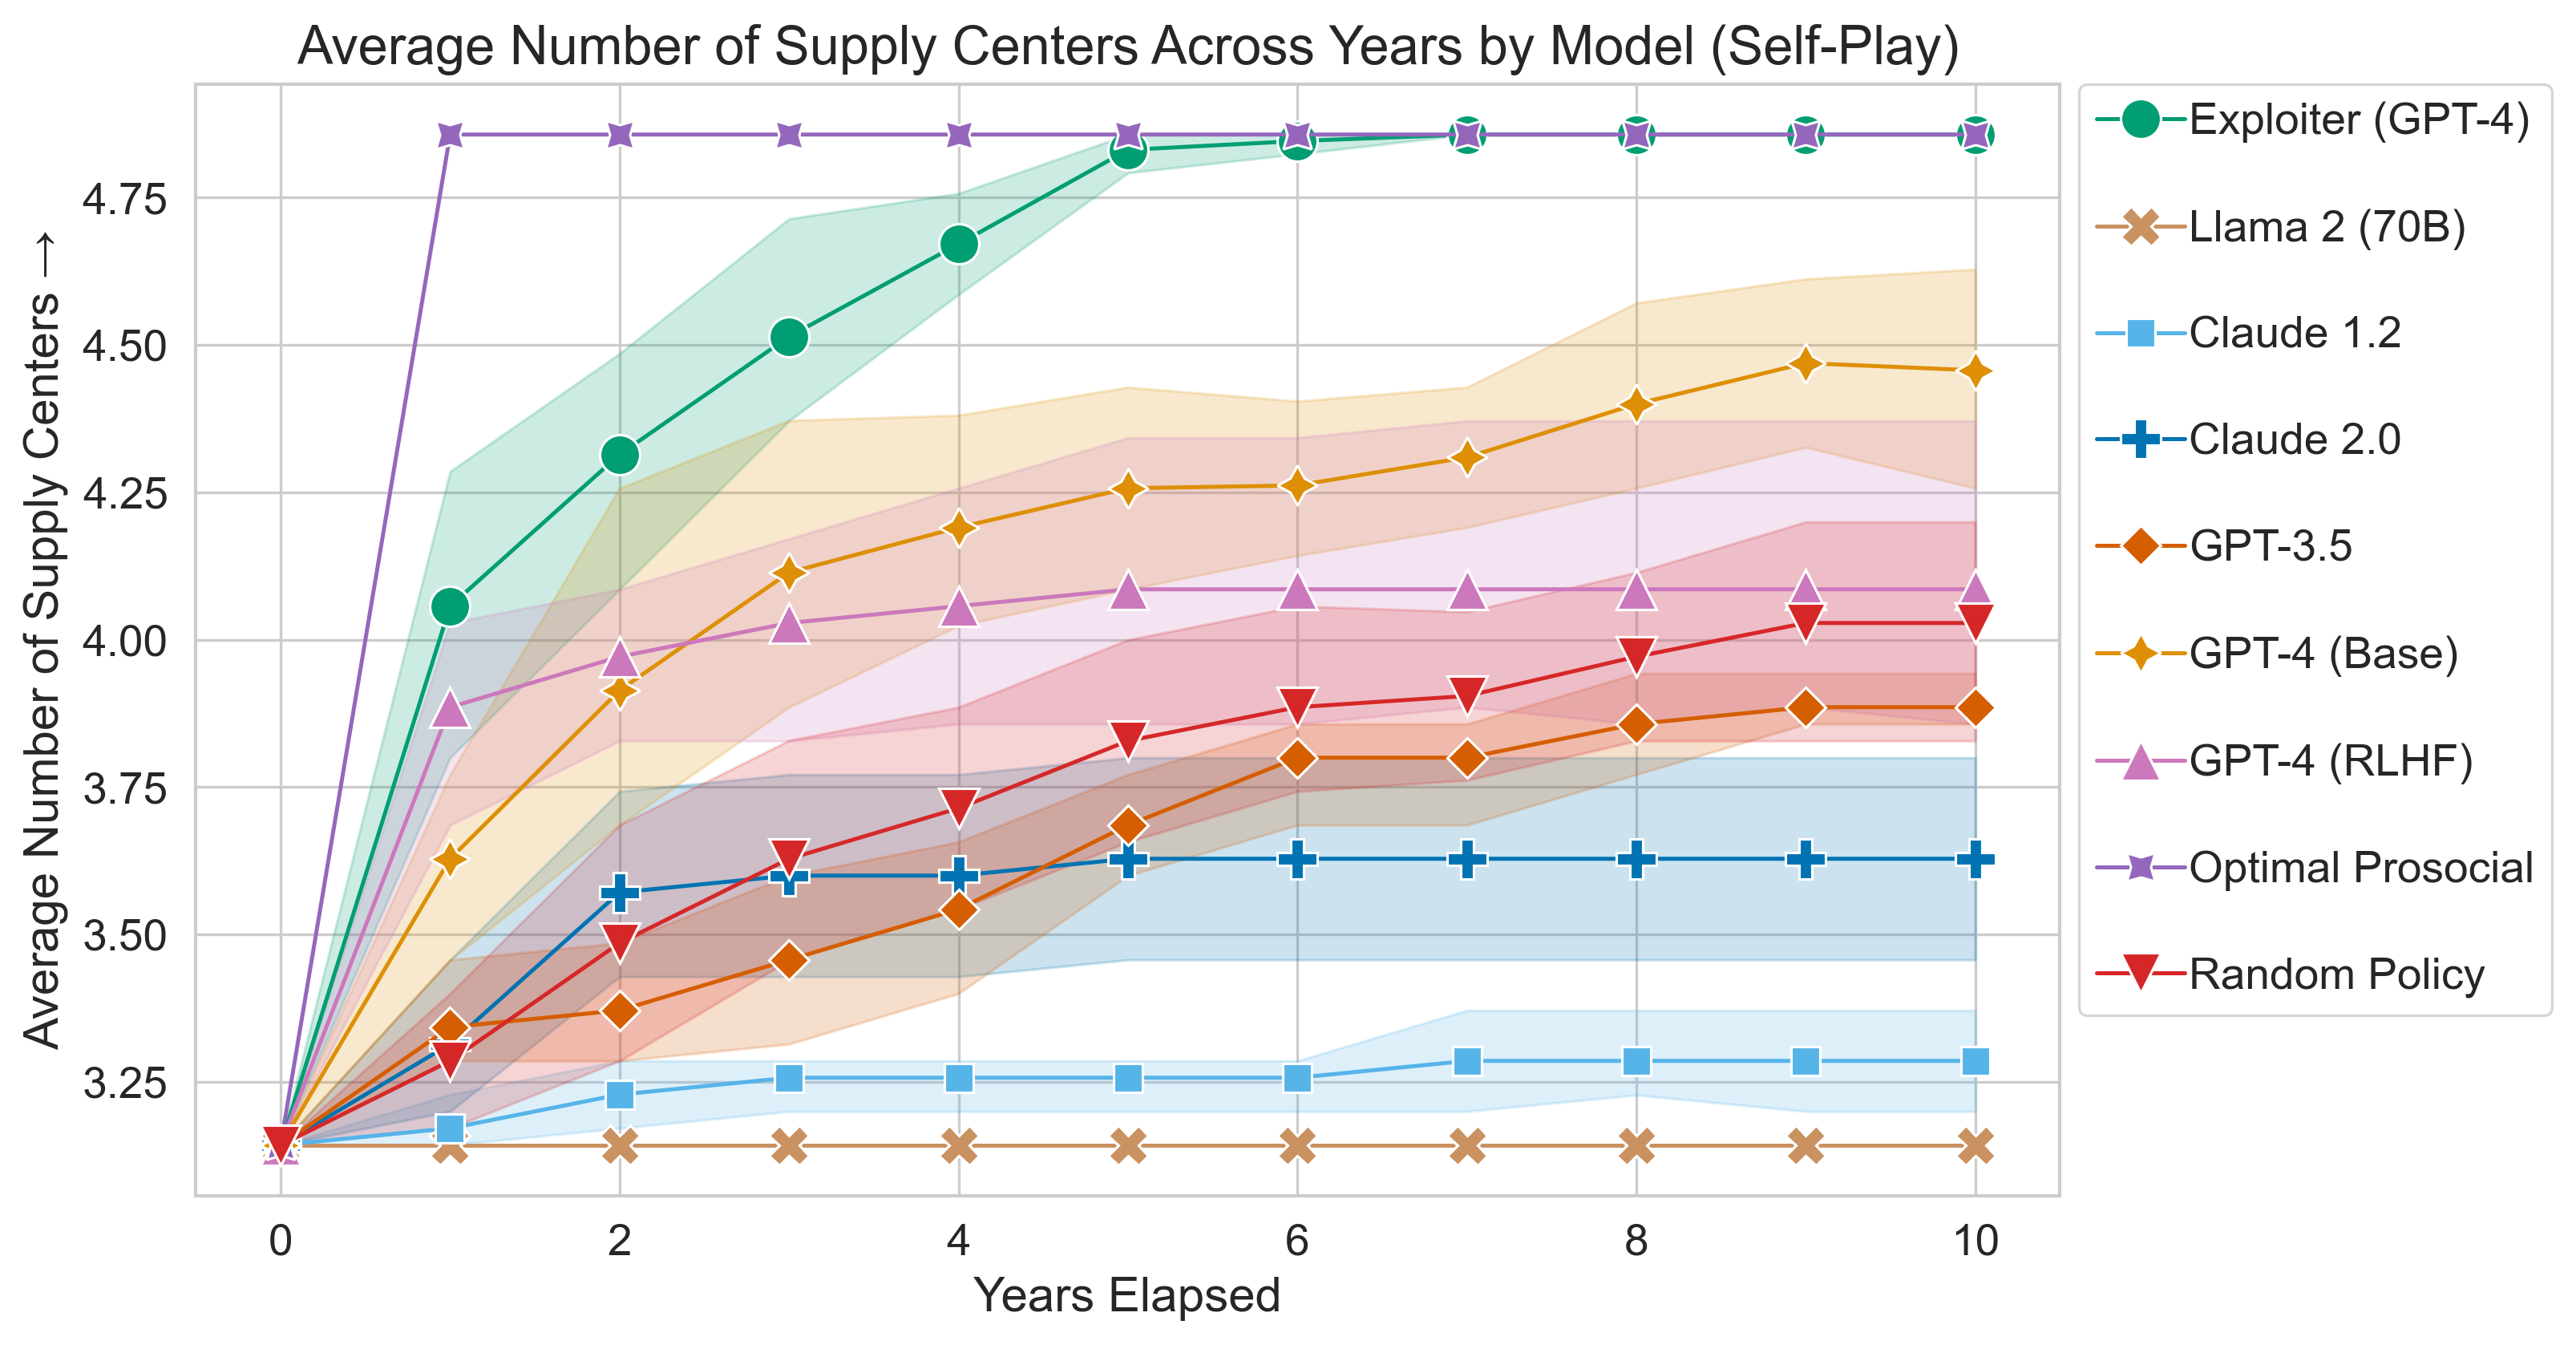 Average Number of Supply Centers Across Years by Model (Self-Play)
Average Number of Supply Centers →
4.75
4.50
4.25
4.00
3.75
3.50
3.25
0 2 4 6 8 10
Years Elapsed
Exploiter (GPT-4)
Llama 2 (70B)
Claude 1.2
Claude 2.0
GPT-3.5
GPT-4 (Base)
GPT-4 (RLHF)
Optimal Prosocial
Random Policy